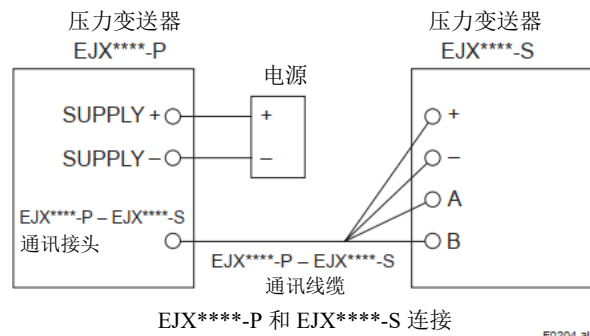 压力变送器
EJX****-P
压力变送器
EJX****-S
电源
SUPPLY +
SUPPLY –
+
–
+
–
A
B
EJX****-P – EJX****-S
通讯接头
EJX****-P – EJX****-S
通讯线缆
EJX****-P 和 EJX****-S 连接